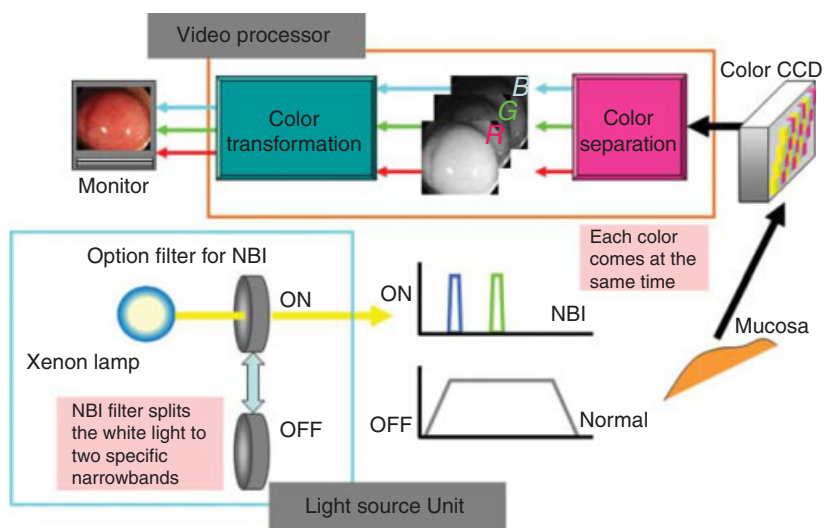 Video processor
Color CCD
Color
transformation
B
G
R
Color
separation
Monitor
Each color
comes at the
same time
Option filter for NBI
ON
Xenon lamp
ON
NBI
Mucosa
NBI filter splits
the white light to
two specific
narrowbands
OFF
OFF
Normal
Light source Unit